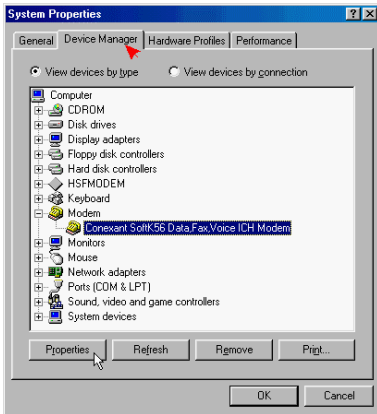 System Properties
General Device Manager Hardware Profiles Performance
View devices by type View devices by connection
Computer
CDROM
Disk drives
Display adapters
Floppy disk controllers
Hard disk controllers
HSFMODEM
Keyboard
Modem
Conexant SoftK56 Data,Fax,Voice ICH Modem
Monitors
Mouse
Network adapters
Ports (COM & LPT)
Sound, video and game controllers
System devices
Properties Refresh Remove Print...
OK Cancel